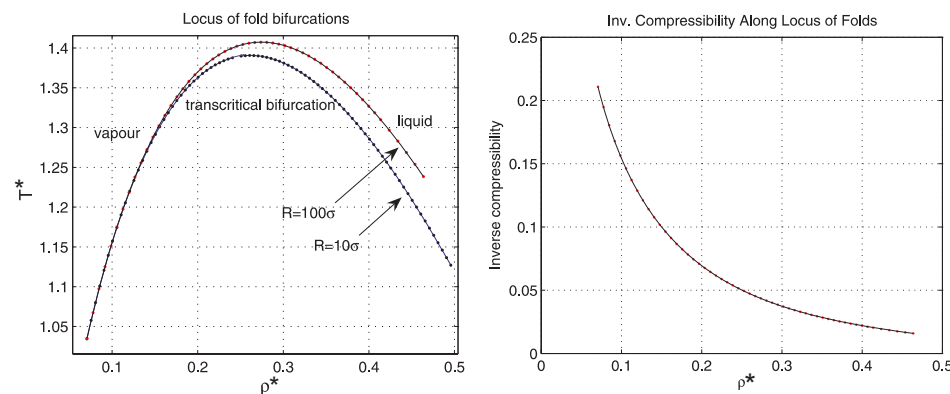 Locus of fold bifurcations
1.4
1.35
1.3
1.25
1.2
1.15
1.1
1.05
T*
transcritical bifurcation
vapour
liquid
R=100σ
R=10σ
0.1 0.2 0.3 0.4 0.5
ρ*
Inv. Compressibility Along Locus of Folds
0.25
0.2
0.15
0.1
0.05
0
Inverse compressibility
0 0.1 0.2 0.3 0.4 0.5
ρ*